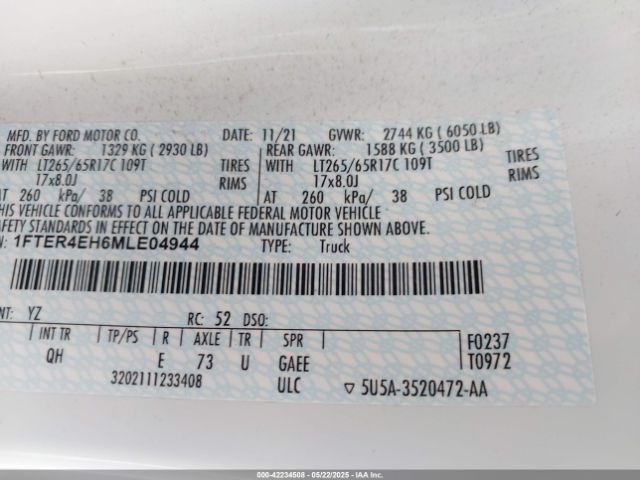 MFD. BY FORD MOTOR CO. DATE: 11/21 GVWR: 2744 KG ( 6050 LB)
FRONT GAWR: 1329 KG ( 2930 LB) REAR GAWR: 1588 KG ( 3500 LB)
WITH LT265/65R17C 109T TIRES WITH LT265/65R17C 109T TIRES
17x8.0J RIMS 17x8.0J RIMS
AT 260 kPa/ 38 PSI COLD AT 260 kPa/ 38 PSI COLD
THIS VEHICLE CONFORMS TO ALL APPLICABLE FEDERAL MOTOR VEHICLE
SAFETY STANDARDS IN EFFECT ON THE DATE OF MANUFACTURE SHOWN ABOVE.
N: 1FTER4EH6MLE04944 TYPE: Truck
NT: YZ RC: 52 DSO:
INT TR TP/PS R AXLE TR SPR F0237
QH E 73 U GAEE T0972
3202111233408 ULC ▽ 5U5A-3520472-AA
000-42234508 - 05/22/2025 - IAAI.com